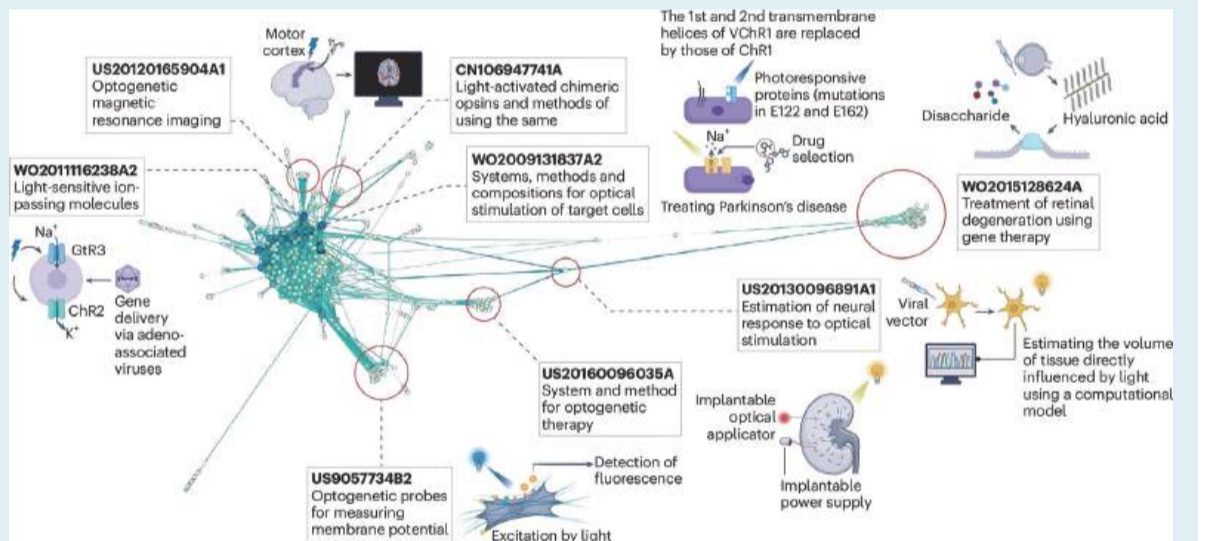 The 1st and 2nd transmembrane
helices of VChR1 are replaced
by those of ChR1
Motor
cortex
US20120165904A1
Optogenetic
magnetic
resonance imaging
CN106947741A
Light-activated chimeric
opsins and methods of
using the same
Photoresponsive
proteins (mutations
in E122 and E162)
Na+
Drug
selection
Treating Parkinson's disease
Disaccharide
Hyaluronic acid
WO2011116238A2
Light-sensitive ion-
passing molecules
WO2009131837A2
Systems, methods and
compositions for optical
stimulation of target cells
WO2015128624A
Treatment of retinal
degeneration using
gene therapy
Na+
GtR3
ChR2
K+
Gene
delivery
via adeno-
associated
viruses
US20130096891A1
Estimation of neural
response to optical
stimulation
Viral
vector
Estimating the volume
of tissue directly
influenced by light
using a computational
model
US20160096035A
System and method
for optogenetic
therapy
Implantable
optical
applicator
Implantable
power supply
US9057734B2
Optogenetic probes
for measuring
membrane potential
Detection of
fluorescence
Excitation by light